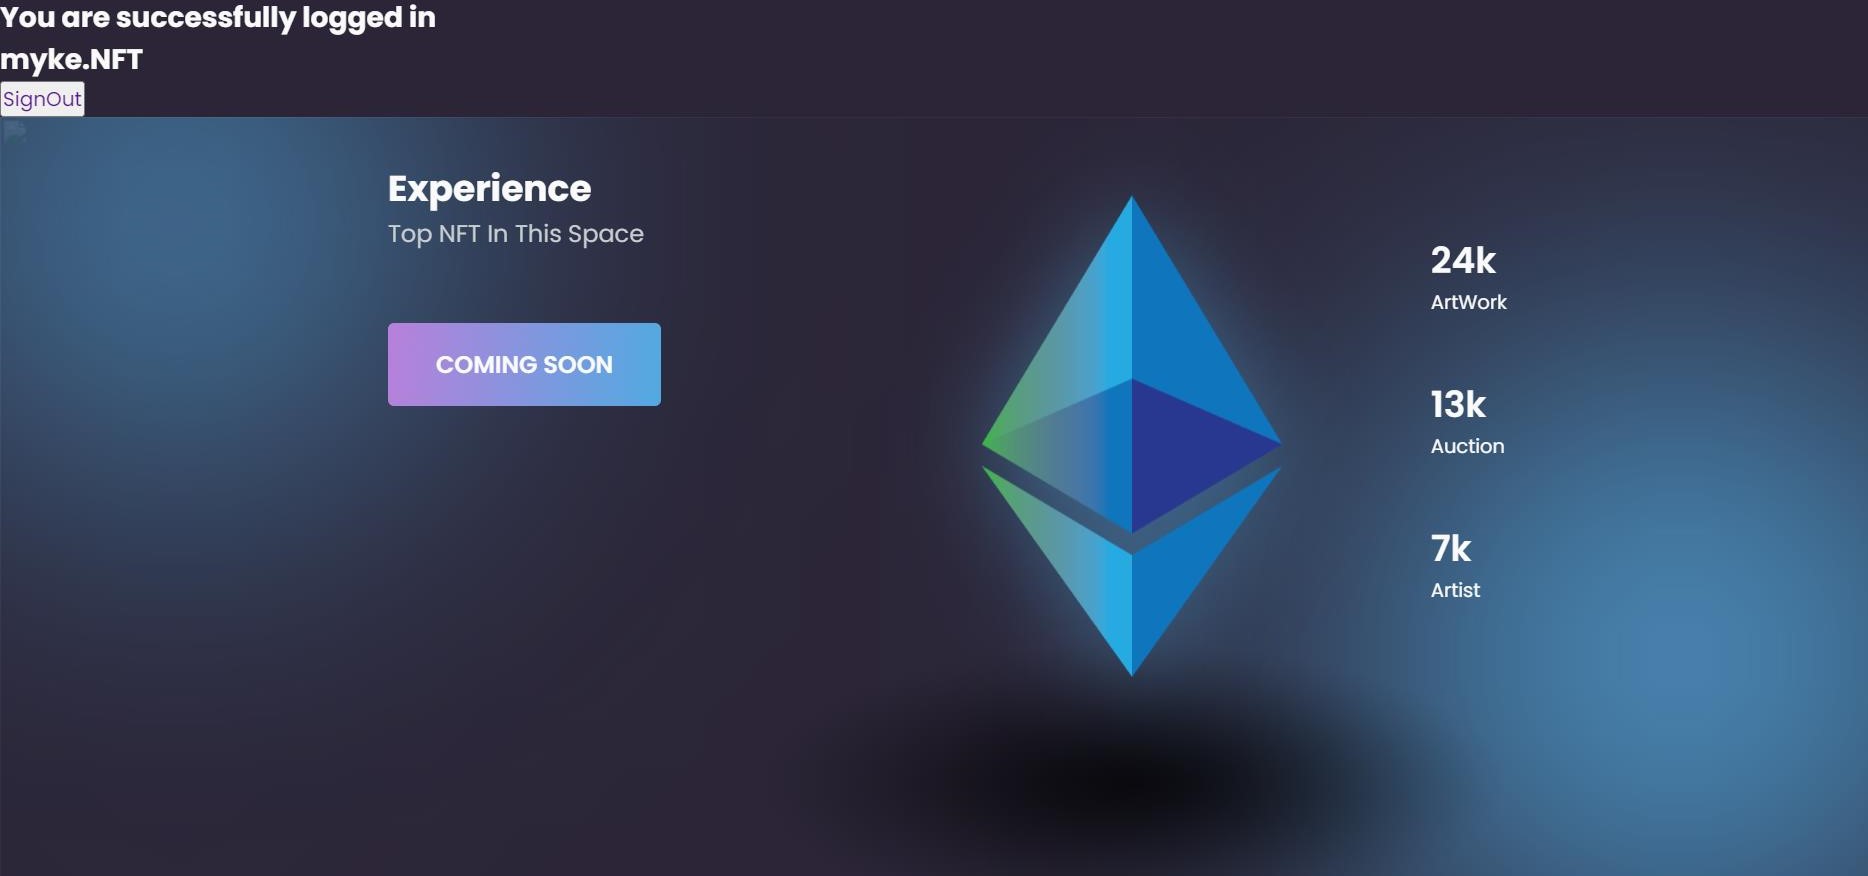 You are successfully logged in
myke.NFT
SignOut
Experience
Top NFT In This Space
COMING SOON
24k
ArtWork
13k
Auction
7k
Artist